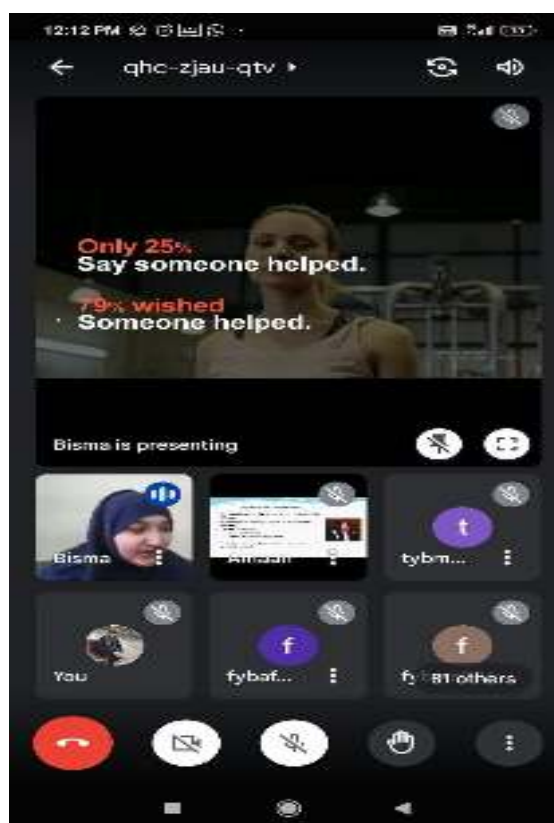 12:12 PM
qhc-zjau-qtv
Only 25%
Say someone helped.
79% wished
Someone helped.
Bisma is presenting
Bisma
Amaan
tybm...
t
You
fybaf...
f
f
81 others